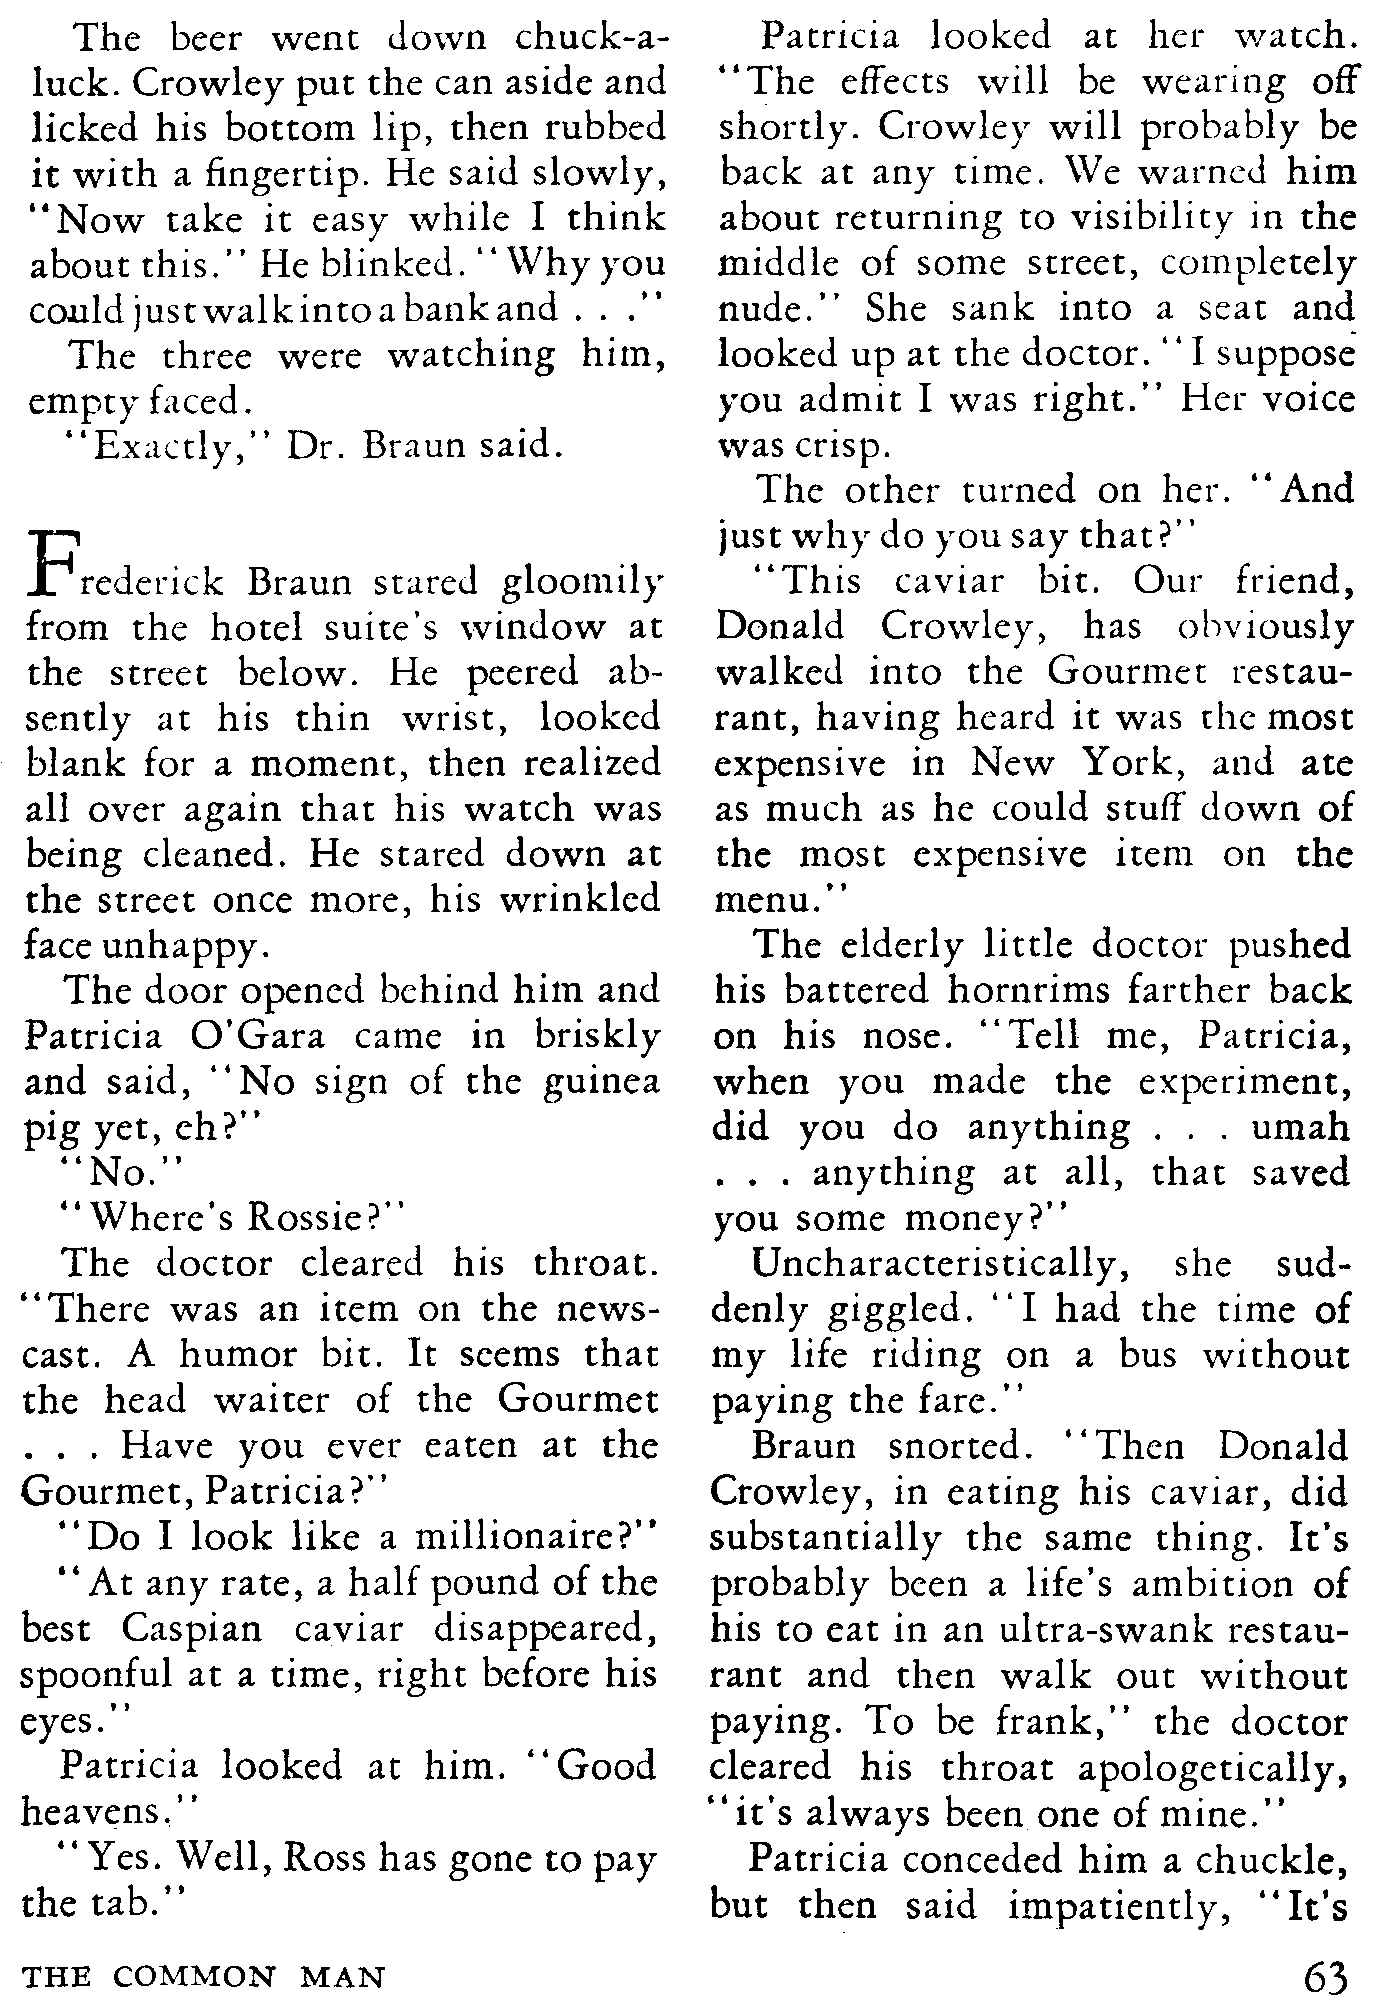 The beer went down chuck-a-
luck. Crowley put the can aside and
licked his bottom lip, then rubbed
it with a fingertip. He said slowly,
"Now take it easy while I think
about this." He blinked. "Why you
could just walk into a bank and . . ."
The three were watching him,
empty faced.
"Exactly," Dr. Braun said.
Frederick Braun stared gloomily
from the hotel suite's window at
the street below. He peered ab-
sently at his thin wrist, looked
blank for a moment, then realized
all over again that his watch was
being cleaned. He stared down at
the street once more, his wrinkled
face unhappy.
The door opened behind him and
Patricia O'Gara came in briskly
and said, "No sign of the guinea
pig yet, eh?"
"No."
"Where's Rossie?"
The doctor cleared his throat.
"There was an item on the news-
cast. A humor bit. It seems that
the head waiter of the Gourmet
. . . Have you ever eaten at the
Gourmet, Patricia?"
"Do I look like a millionaire?"
"At any rate, a half pound of the
best Caspian caviar disappeared,
spoonful at a time, right before his
eyes."
Patricia looked at him. "Good
heavens."
"Yes. Well, Ross has gone to pay
the tab."
Patricia looked at her watch.
"The effects will be wearing off
shortly. Crowley will probably be
back at any time. We warned him
about returning to visibility in the
middle of some street, completely
nude." She sank into a seat and
looked up at the doctor. "I suppose
you admit I was right." Her voice
was crisp.
The other turned on her. "And
just why do you say that?"
"This caviar bit. Our friend,
Donald Crowley, has obviously
walked into the Gourmet restau-
rant, having heard it was the most
expensive in New York, and ate
as much as he could stuff down of
the most expensive item on the
menu."
The elderly little doctor pushed
his battered hornrims farther back
on his nose. "Tell me, Patricia,
when you made the experiment,
did you do anything . . . umah
. . . anything at all, that saved
you some money?"
Uncharacteristically, she sud-
denly giggled. "I had the time of
my life riding on a bus without
paying the fare."
Braun snorted. "Then Donald
Crowley, in eating his caviar, did
substantially the same thing. It's
probably been a life's ambition of
his to eat in an ultra-swank restau-
rant and then walk out without
paying. To be frank," the doctor
cleared his throat apologetically,
"it's always been one of mine."
Patricia conceded him a chuckle,
but then said impatiently, "It's
THE COMMON MAN
63